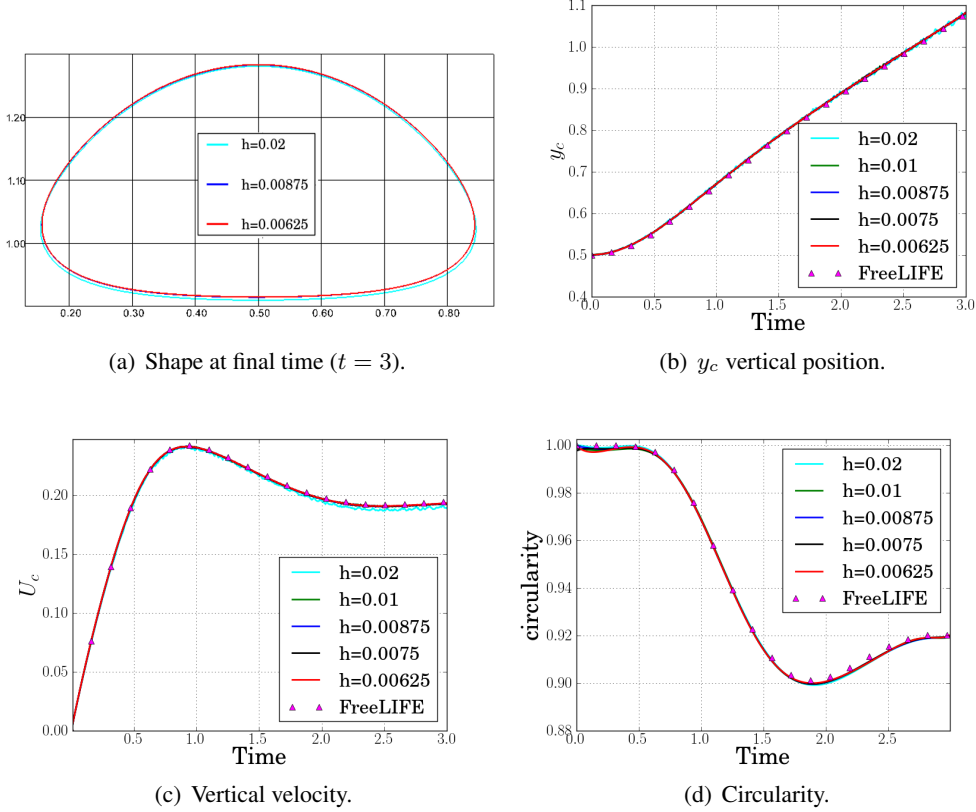 1.20
1.10
1.00
0.20 0.30 0.40 0.50 0.60 0.70 0.80
h=0.02
h=0.00875
h=0.00625
(a) Shape at final time (t = 3).
1.1
1.0
0.9
0.8
0.7
0.6
0.5
0.4
y_c
0.0 0.5 1.0 1.5 2.0 2.5 3.0
Time
h=0.02
h=0.01
h=0.00875
h=0.0075
h=0.00625
FreeLIFE
(b) y_c vertical position.
0.20
0.15
0.10
0.05
0.00
U_c
0.5 1.0 1.5 2.0 2.5 3.0
Time
h=0.02
h=0.01
h=0.00875
h=0.0075
h=0.00625
FreeLIFE
(c) Vertical velocity.
1.00
0.98
0.96
0.94
0.92
0.90
0.88
circularity
0.0 0.5 1.0 1.5 2.0 2.5
Time
h=0.02
h=0.01
h=0.00875
h=0.0075
h=0.00625
FreeLIFE
(d) Circularity.